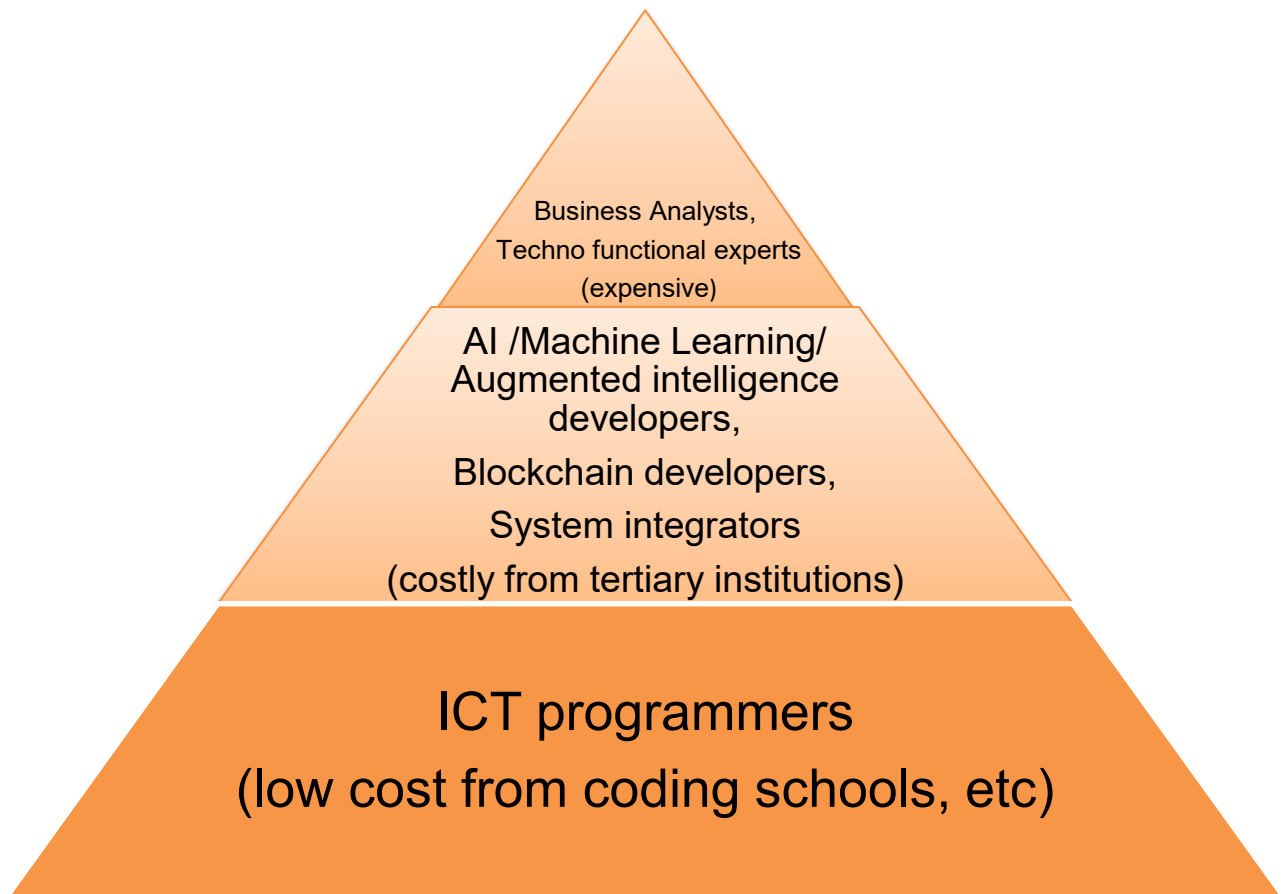 Business Analysts,
Techno functional experts
(expensive)
AI /Machine Learning/
Augmented intelligence
developers,
Blockchain developers,
System integrators
(costly from tertiary institutions)
ICT programmers
(low cost from coding schools, etc)